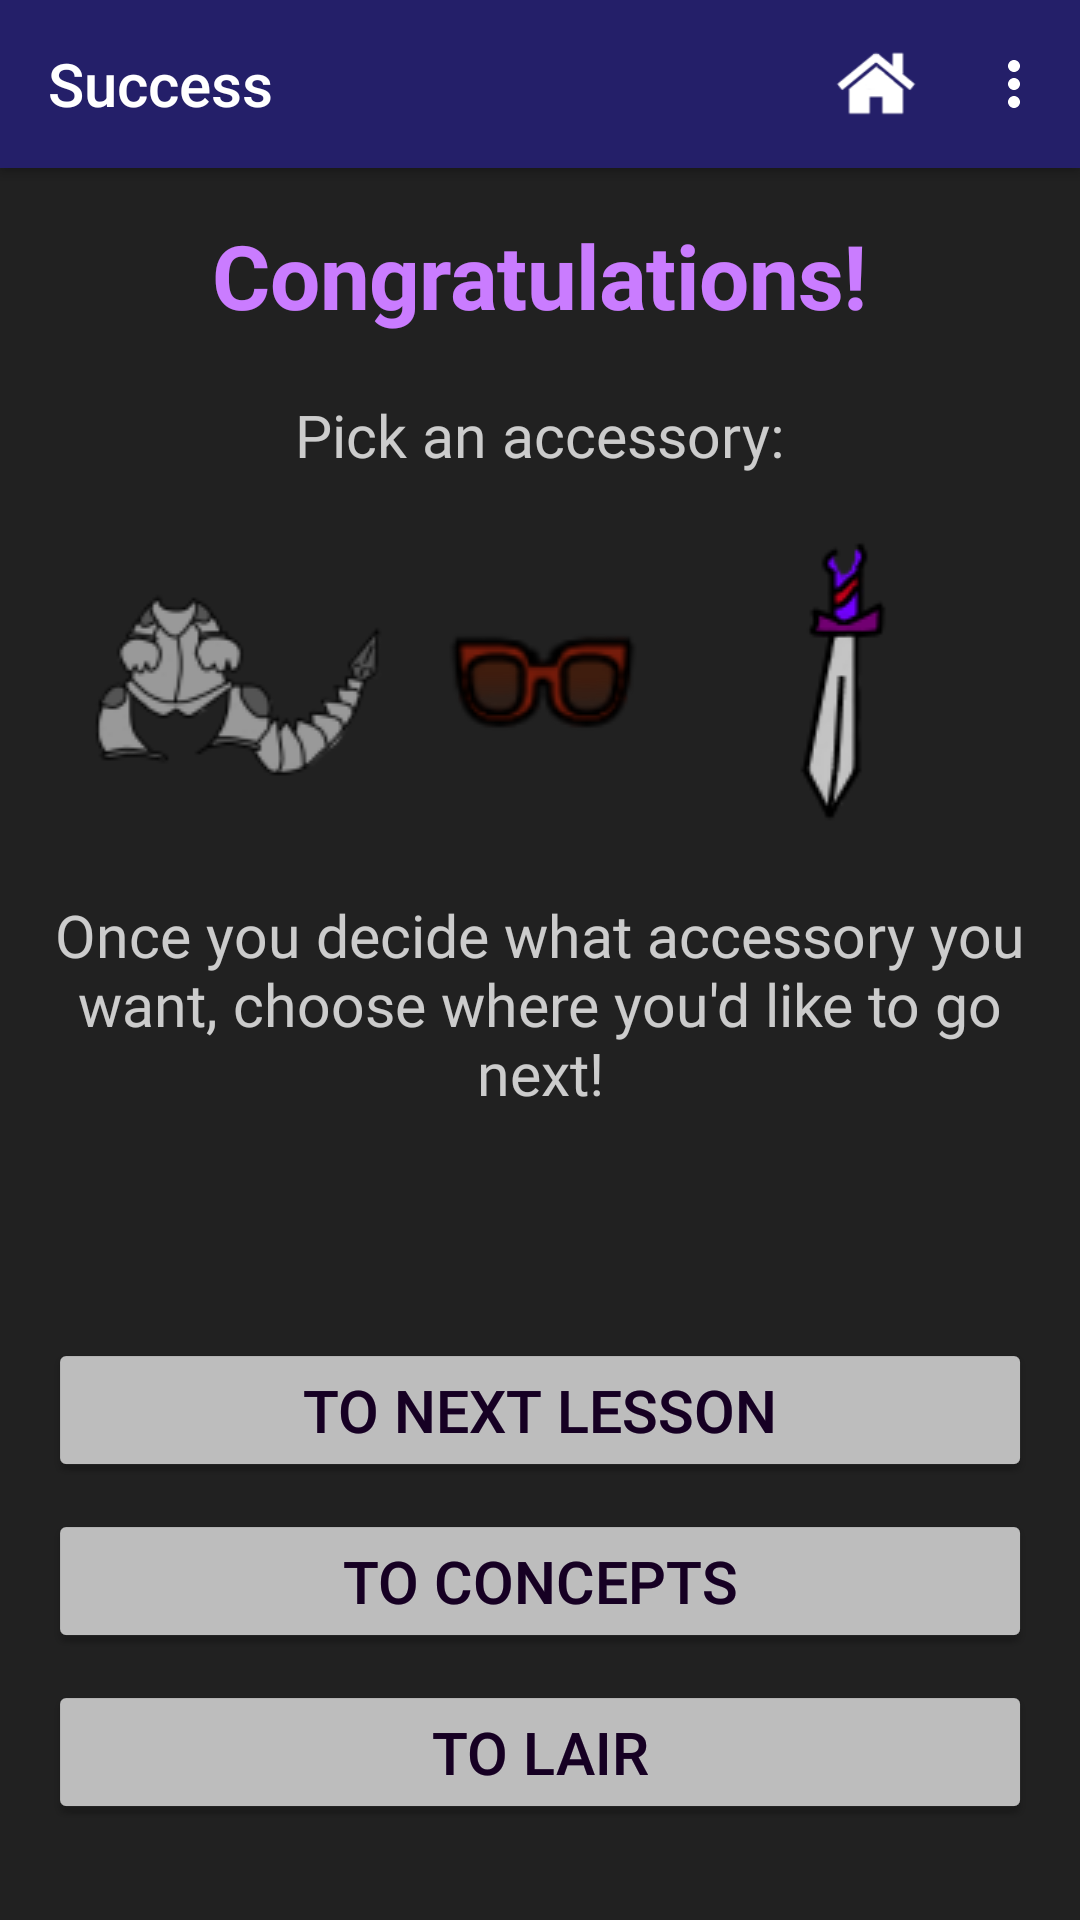 Success
Congratulations!
Pick an accessory:
Once you decide what accessory you
want, choose where you'd like to go
next!
TO NEXT LESSON
TO CONCEPTS
TO LAIR